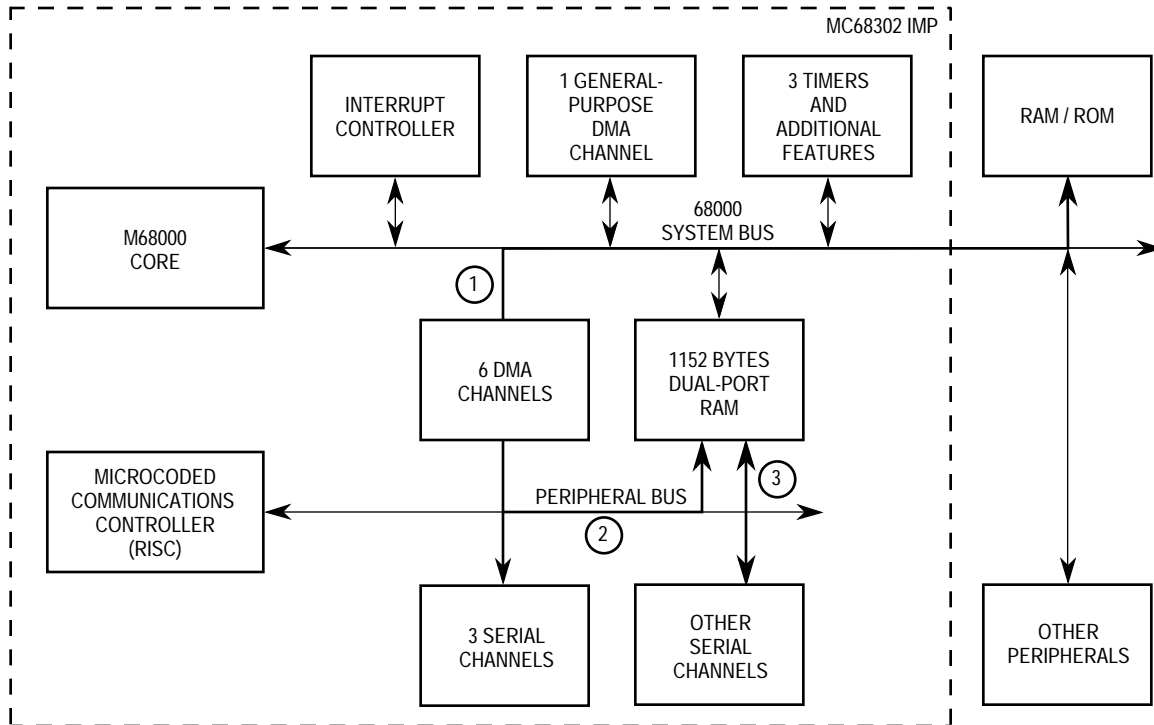 MC68302 IMP
INTERRUPT
CONTROLLER
1 GENERAL-
PURPOSE
DMA
CHANNEL
3 TIMERS
AND
ADDITIONAL
FEATURES
RAM / ROM
M68000
CORE
68000
SYSTEM BUS
1
6 DMA
CHANNELS
1152 BYTES
DUAL-PORT
RAM
MICROCODED
COMMUNICATIONS
CONTROLLER
(RISC)
PERIPHERAL BUS
2
3
3 SERIAL
CHANNELS
OTHER
SERIAL
CHANNELS
OTHER
PERIPHERALS